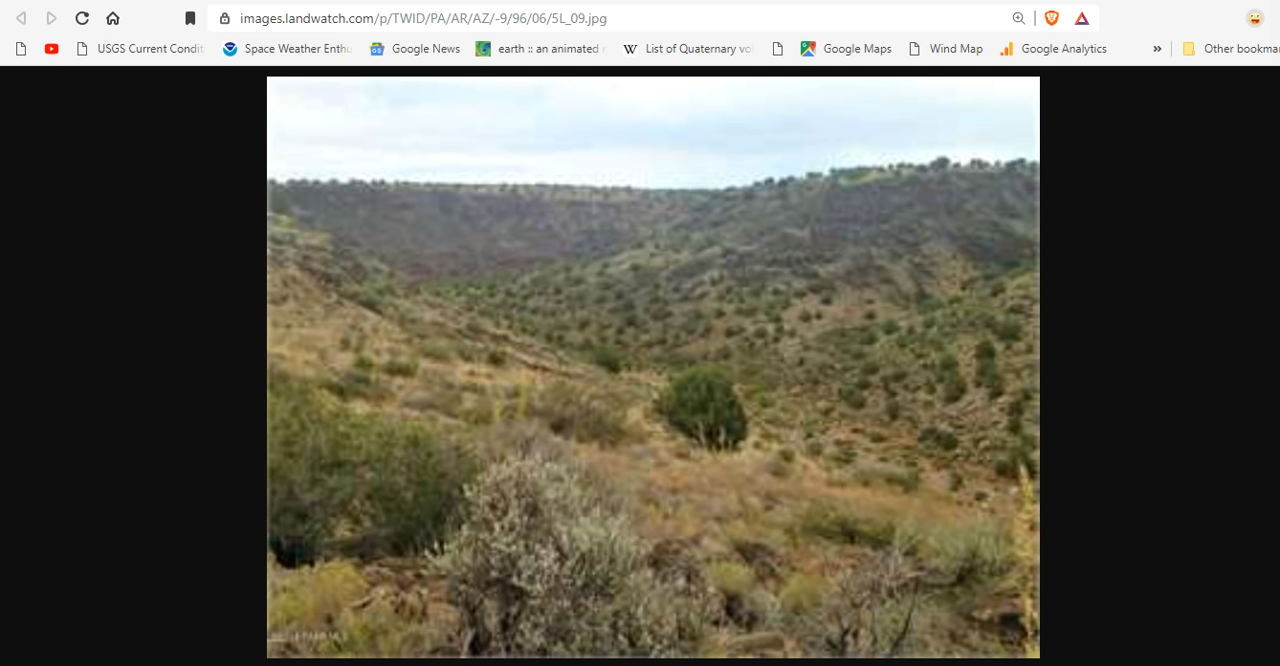 images.landwatch.com/p/TWID/PA/AR/AZ/-9/96/06/5L_09.jpg
USGS Current Condit
Space Weather Enthu
Google News
earth :: an animated
List of Quaternary vo
Google Maps
Wind Map
Google Analytics
»
Other bookma